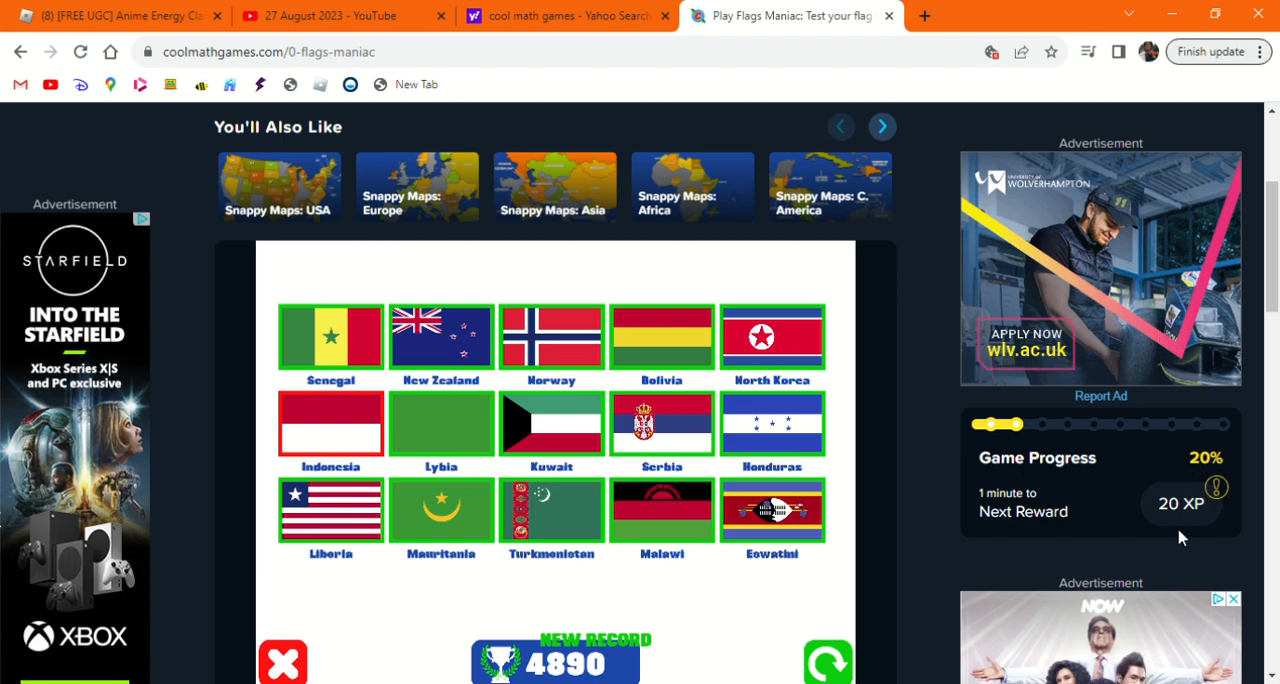 (8) [FREE UGC] Anime Energy Cla
27 August 2023 - YouTube
cool math games - Yahoo Search
Play Flags Maniac: Test your flag
coolmathgames.com/0-flags-maniac
Finish update
New Tab
You'll Also Like
Snappy Maps: USA
Snappy Maps: Europe
Snappy Maps: Asia
Snappy Maps: Africa
Snappy Maps: C. America
Advertisement
STARFIELD
INTO THE
STARFIELD
Xbox Series X|S
and PC exclusive
XBOX
Senegal
New Zealand
Norway
Bolivia
North Korea
Indonesia
Lybia
Kuwait
Serbia
Honduras
Liberia
Mauritania
Turkmenistan
Malawi
Eswatini
NEW RECORD
4890
Advertisement
UNIVERSITY OF
WOLVERHAMPTON
11
APPLY NOW
wlv.ac.uk
Report Ad
Game Progress
20%
1 minute to
Next Reward
20 XP
Advertisement
NOW